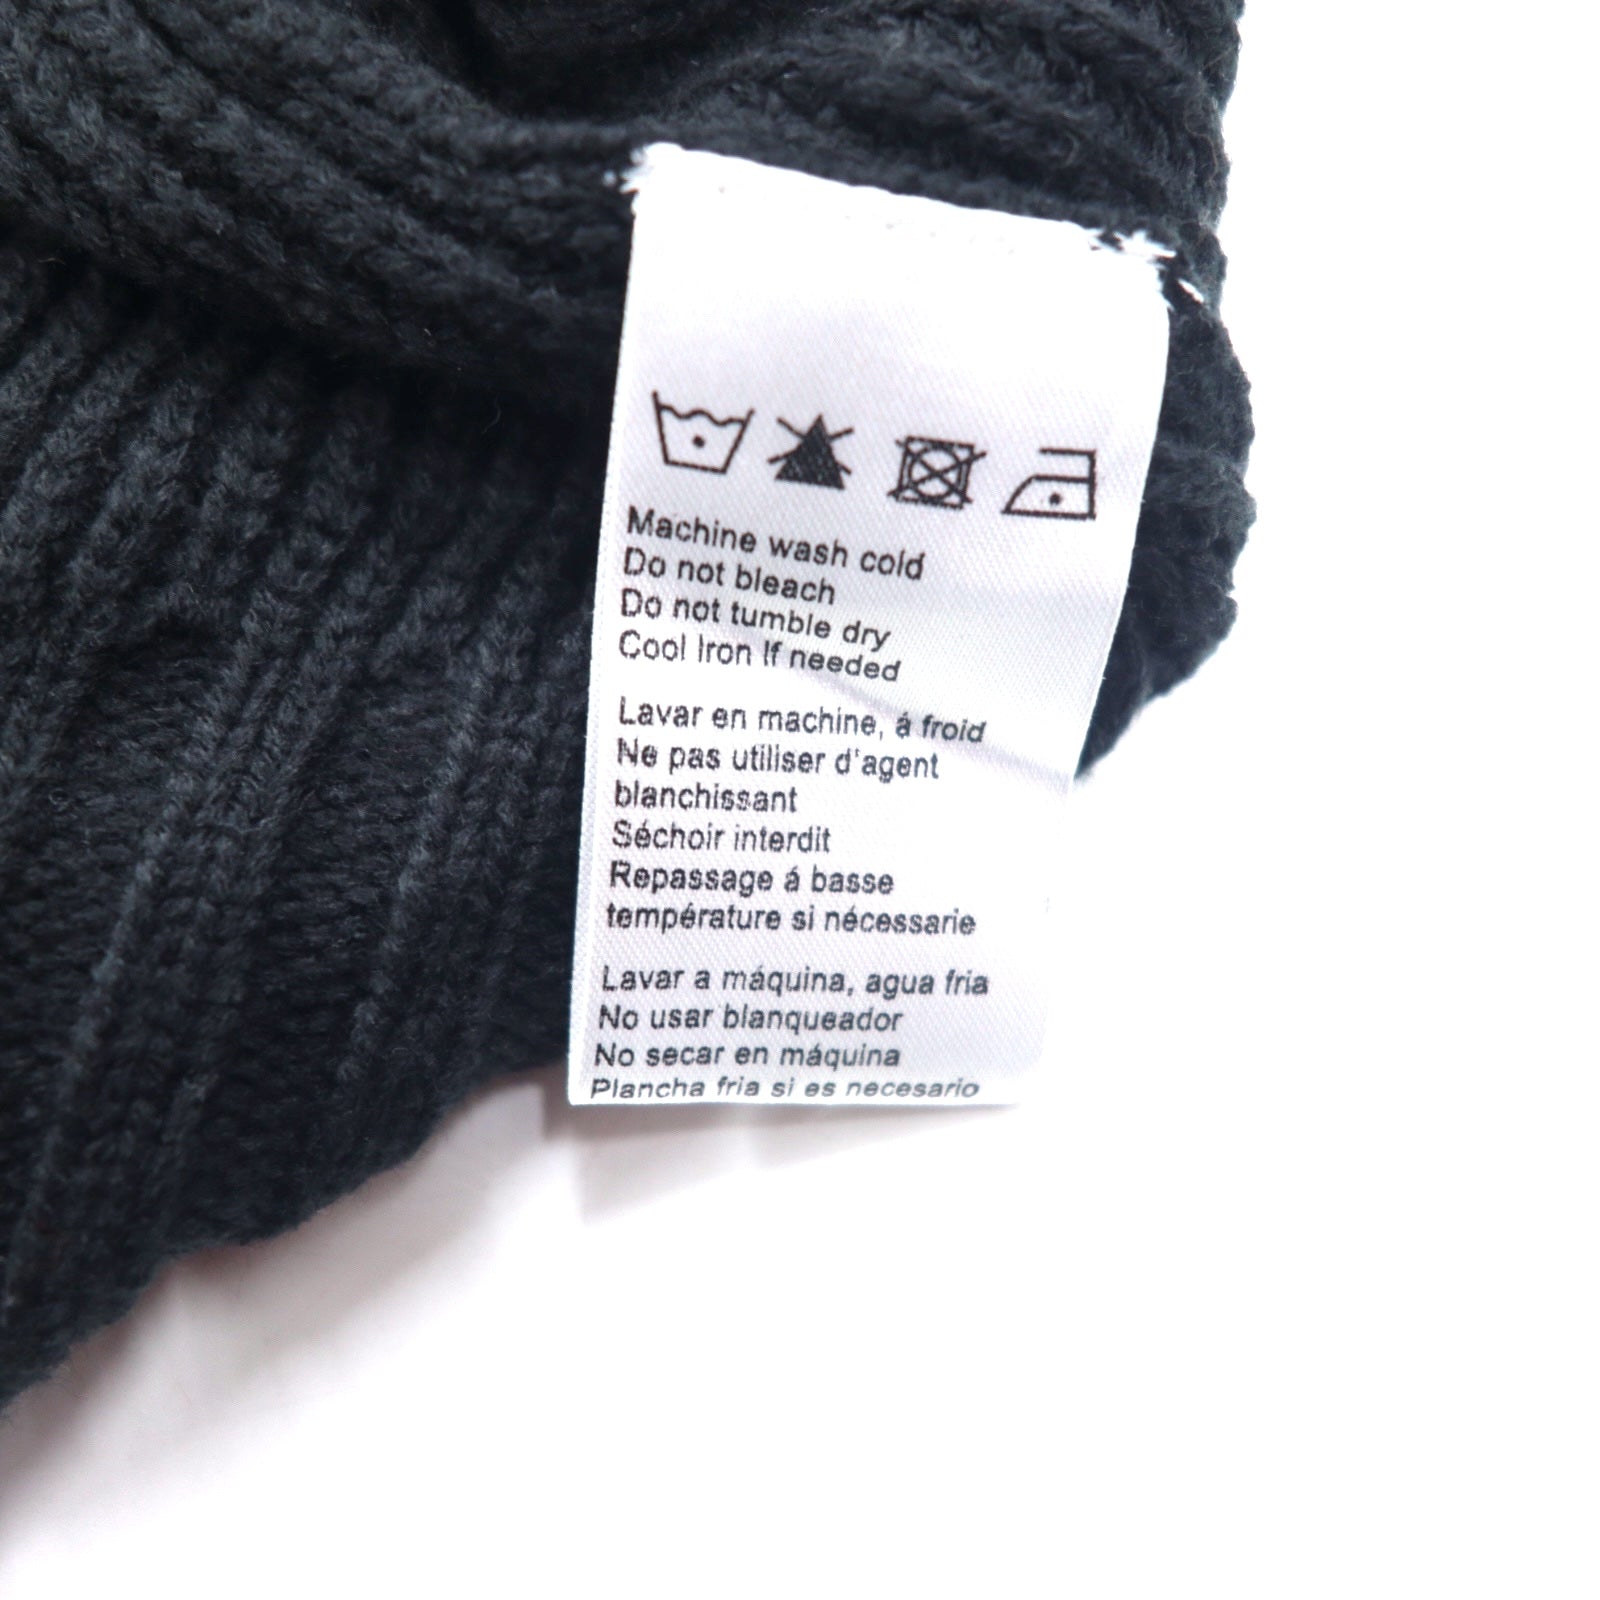 Machine wash cold
Do not bleach
Do not tumble dry
Cool Iron If needed
Lavar en machine, á froid
Ne pas utiliser d'agent
blanchissant
Séchoir interdit
Repassage á basse
température si nécessarie
Lavar a máquina, agua fria
No usar blanqueador
No secar en máquina
Plancha fria si es necesario